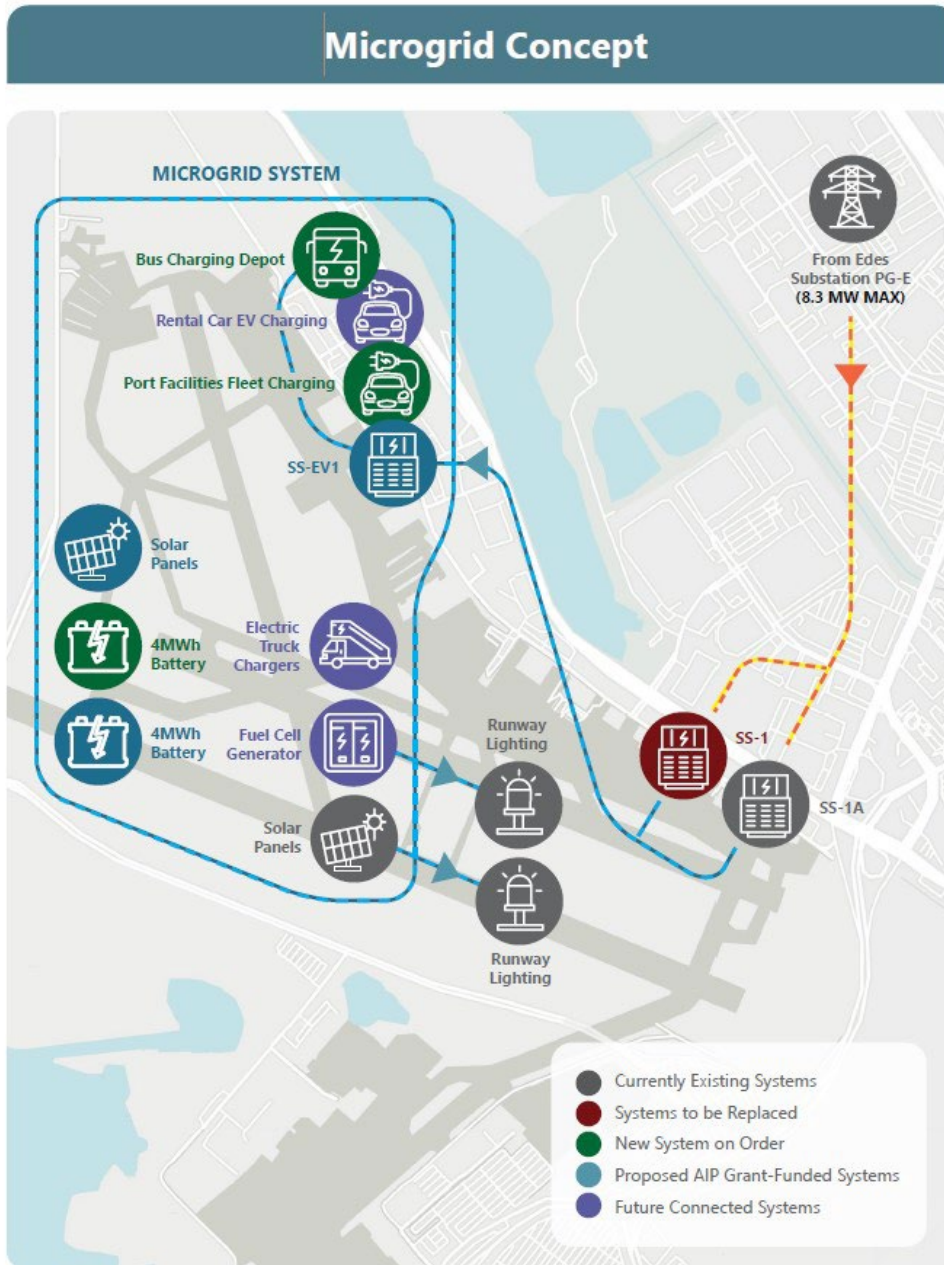 Microgrid Concept
MICROGRID SYSTEM
Bus Charging Depot
Rental Car EV Charging
Port Facilities Fleet Charging
SS-EV1
From Edes
Substation PG-E
(8.3 MW MAX)
Solar
Panels
4MWh
Battery
Electric
Truck
Chargers
4MWh
Battery
Fuel Cell
Generator
Runway
Lighting
SS-1
SS-1A
Solar
Panels
Runway
Lighting
Currently Existing Systems
Systems to be Replaced
New System on Order
Proposed AIP Grant-Funded Systems
Future Connected Systems